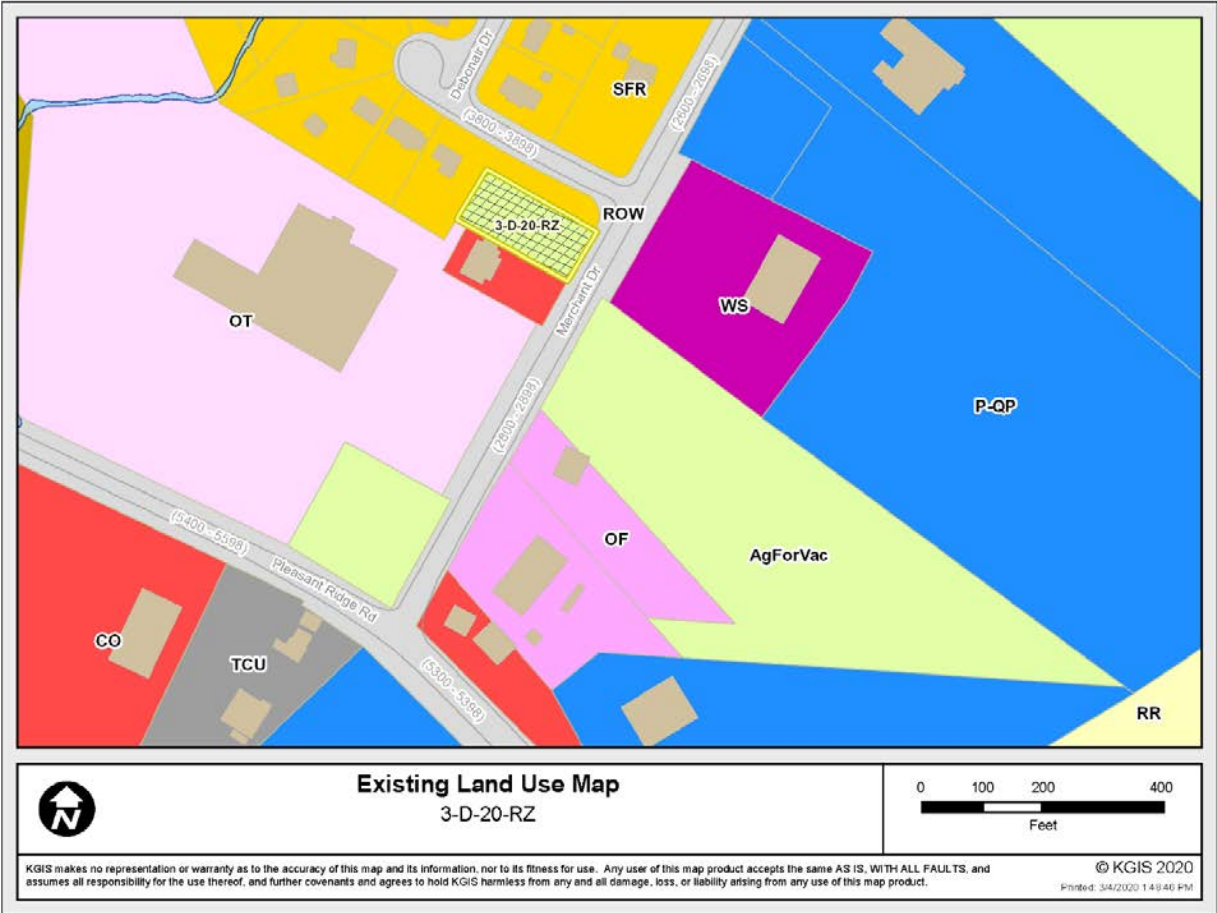 Debonair Dr
SFR
(2600 - 2698)
(3800 - 3898)
ROW
3-D-20-RZ
Merchant Dr
WS
OT
P-QP
(2800 - 2898)
OF
AgForVac
(5400 - 5598)
Pleasant Ridge Rd
CO
TCU
(5300 - 5398)
RR
N
Existing Land Use Map
3-D-20-RZ
0 100 200 400
Feet
KGIS makes no representation or warranty as to the accuracy of this map and its information, nor to its fitness for use. Any user of this map product accepts the same AS IS, WITH ALL FAULTS, and
assumes all responsibility for the use thereof, and further covenants and agrees to hold KGIS harmless from any and all damage, loss, or liability arising from any use of this map product.
© KGIS 2020
Printed: 3/4/2020 1:48:46 PM